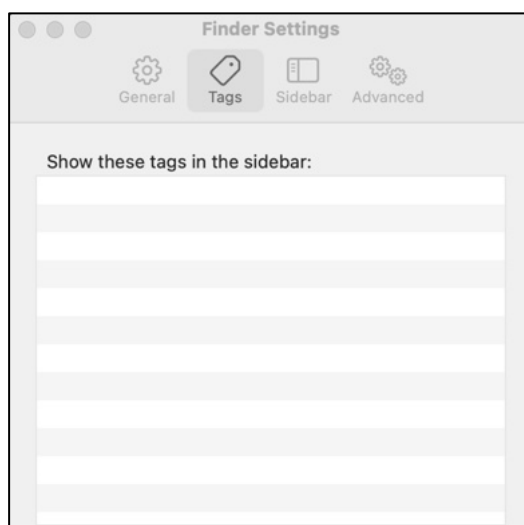 Finder Settings
General Tags Sidebar Advanced
Show these tags in the sidebar: